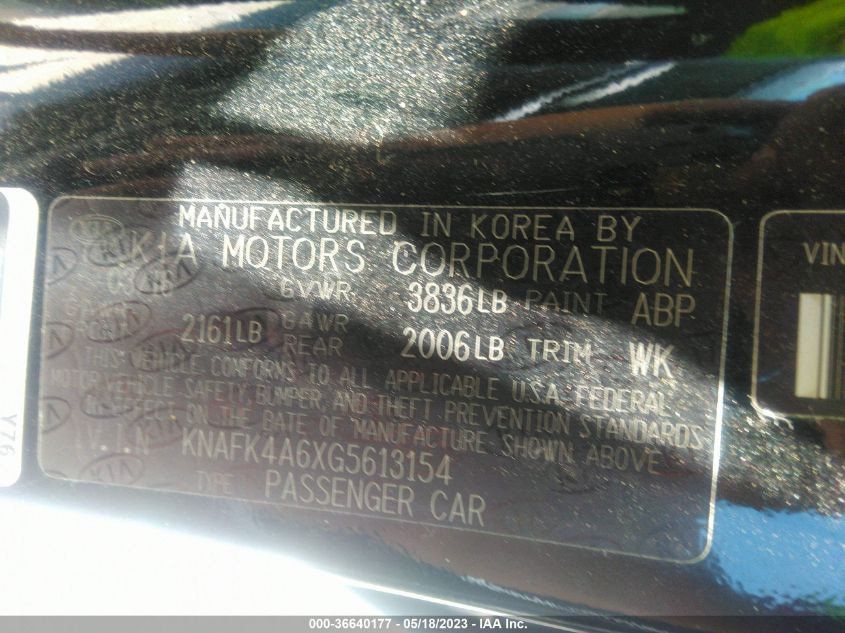 MANUFACTURED IN KOREA BY
KIA MOTORS CORPORATION
GVWR 3836LB PAINT ABP
2161LB GAWR REAR 2006LB TRIM WK
THIS VEHICLE CONFORMS TO ALL APPLICABLE U.S.A. FEDERAL
MOTOR VEHICLE SAFETY, BUMPER, AND THEFT PREVENTION STANDARDS
IN EFFECT ON THE DATE OF MANUFACTURE SHOWN ABOVE
V.I.N KNAFK4A6XG5613154
TYPE PASSENGER CAR
VIN
Y76
000-36640177 - 05/18/2023 - IAA Inc.